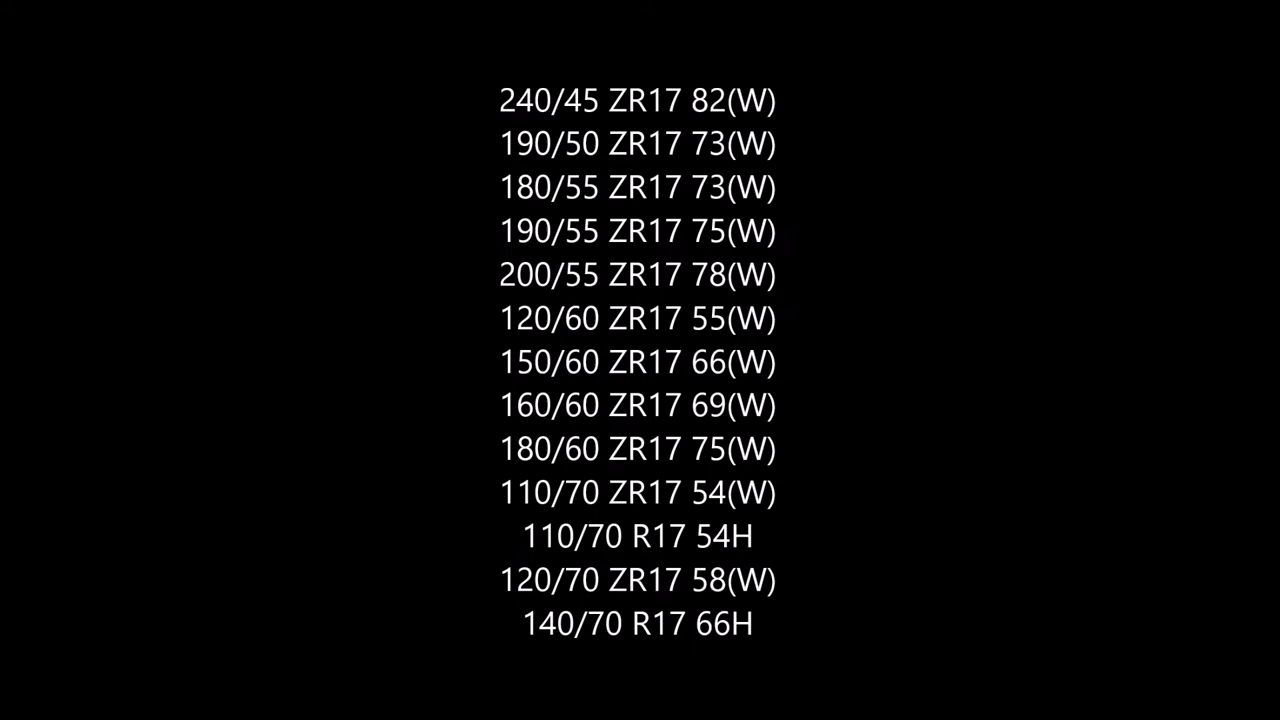 240/45 ZR17 82(W)
190/50 ZR17 73(W)
180/55 ZR17 73(W)
190/55 ZR17 75(W)
200/55 ZR17 78(W)
120/60 ZR17 55(W)
150/60 ZR17 66(W)
160/60 ZR17 69(W)
180/60 ZR17 75(W)
110/70 ZR17 54(W)
110/70 R17 54H
120/70 ZR17 58(W)
140/70 R17 66H